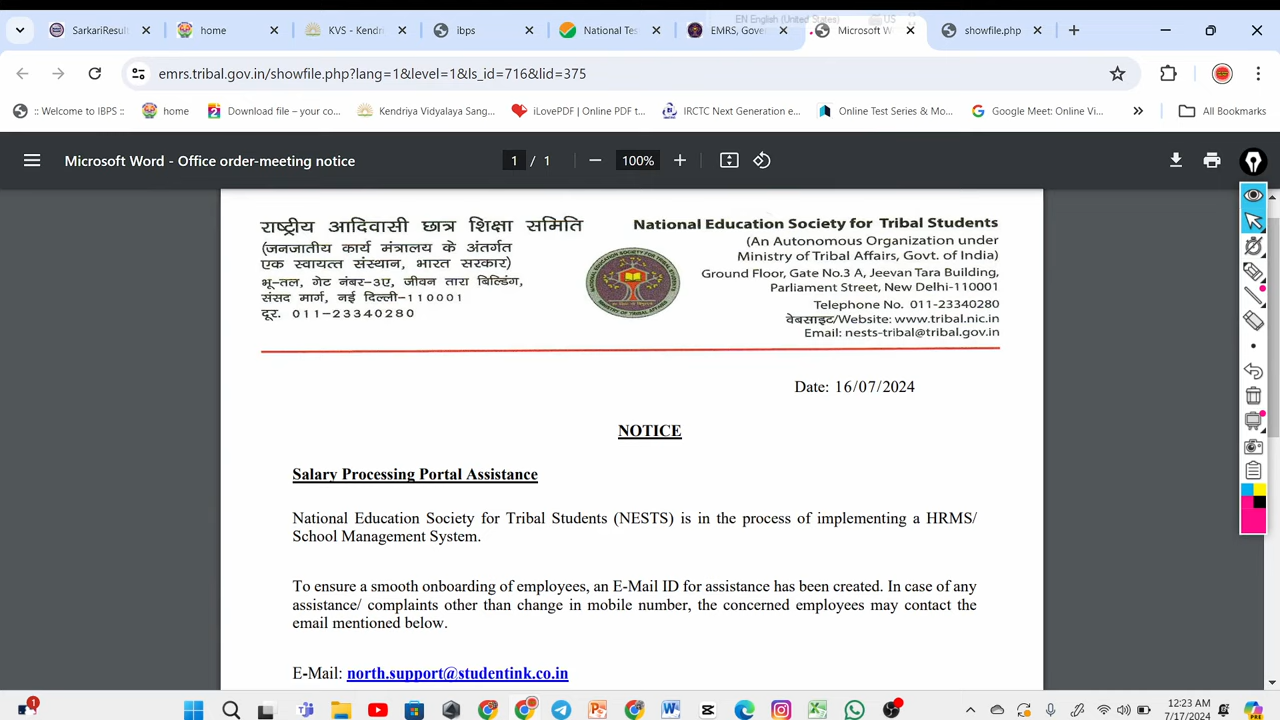 EN English (United States) US
SarkariResul
home
KVS - Kendri
ibps
National Tes
EMRS, Gove
Microsoft W
showfile.php
emrs.tribal.gov.in/showfile.php?lang=1&level=1&ls_id=716&lid=375
:: Welcome to IBPS ::
home
Download file – your co...
Kendriya Vidyalaya Sang...
iLovePDF | Online PDF t...
IRCTC Next Generation e...
Online Test Series & Mo...
Google Meet: Online Vi...
All Bookmarks
Microsoft Word - Office order-meeting notice
1 / 1
100%
राष्ट्रीय आदिवासी छात्र शिक्षा समिति
(जनजातीय कार्य मंत्रालय के अंतर्गत
एक स्वायत्त संस्थान, भारत सरकार)
भू-तल, गेट नंबर-3ए, जीवन तारा बिल्डिंग,
संसद मार्ग, नई दिल्ली-110001
दूर. 011-23340280
National Education Society for Tribal Students
(An Autonomous Organization under
Ministry of Tribal Affairs, Govt. of India)
Ground Floor, Gate No.3 A, Jeevan Tara Building,
Parliament Street, New Delhi-110001
Telephone No. 011-23340280
वेबसाइट/Website: www.tribal.nic.in
Email: nests-tribal@tribal.gov.in
Date: 16/07/2024
NOTICE
Salary Processing Portal Assistance
National Education Society for Tribal Students (NESTS) is in the process of implementing a HRMS/
School Management System.
To ensure a smooth onboarding of employees, an E-Mail ID for assistance has been created. In case of any
assistance/ complaints other than change in mobile number, the concerned employees may contact the
email mentioned below.
E-Mail: north.support@studentink.co.in
1
12:23 AM
7/17/2024
PRE